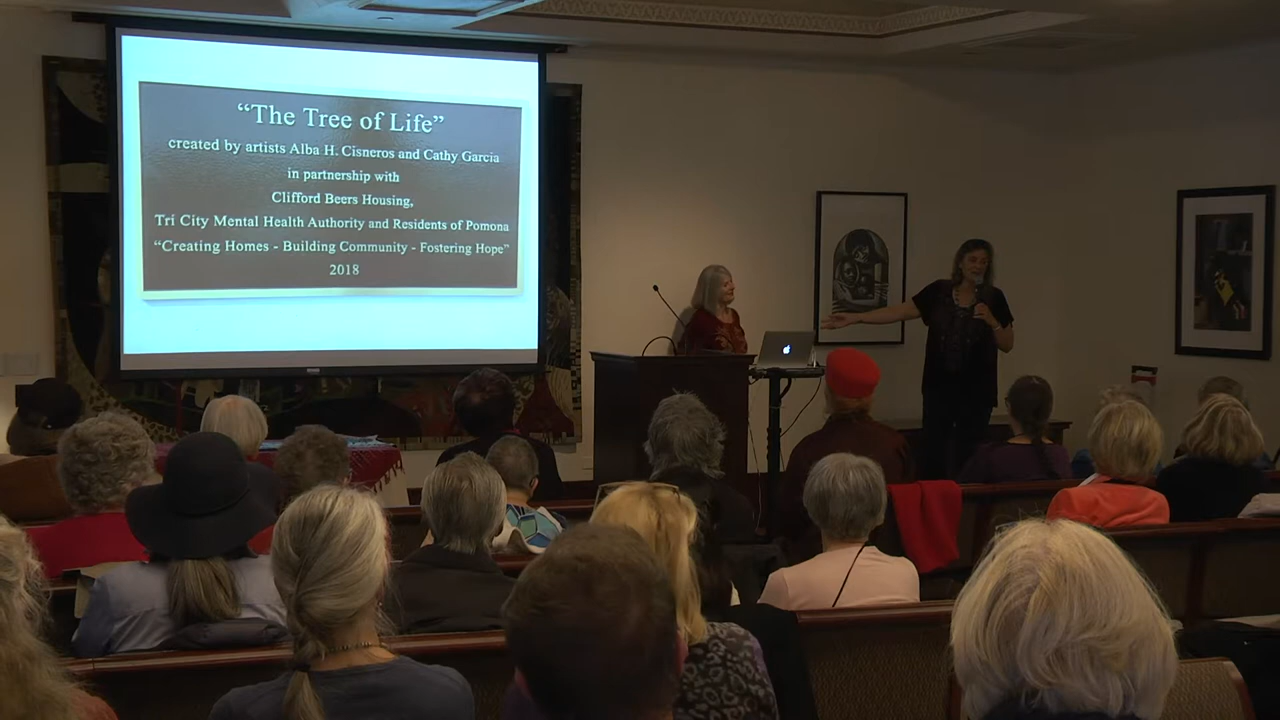 “The Tree of Life”
created by artists Alba H. Cisneros and Cathy Garcia
in partnership with
Clifford Beers Housing,
Tri City Mental Health Authority and Residents of Pomona
“Creating Homes - Building Community - Fostering Hope”
2018